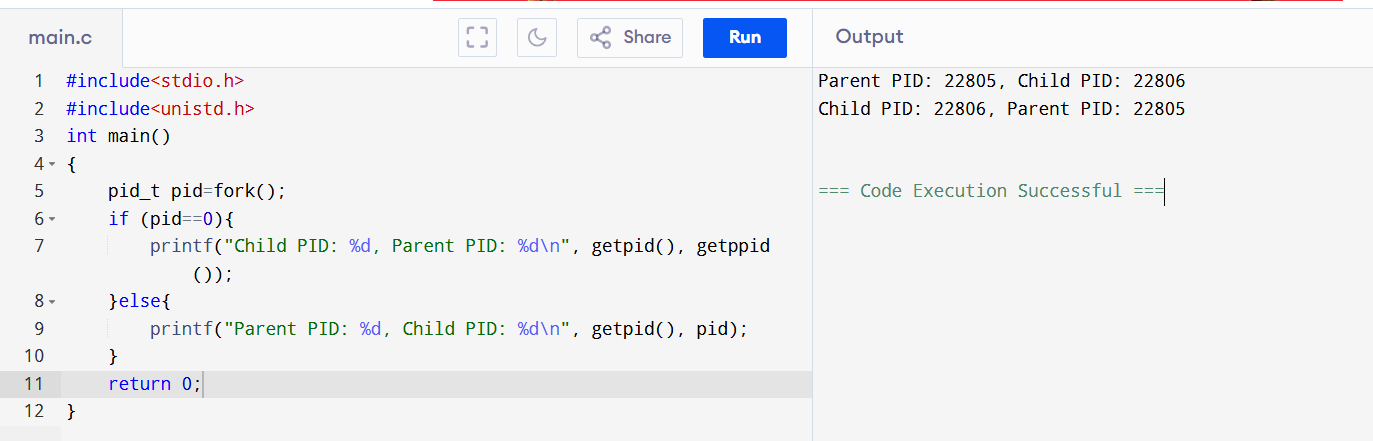 main.c
Share
Run
Output
1 #include<stdio.h>
2 #include<unistd.h>
3 int main()
4 {
5     pid_t pid=fork();
6     if (pid==0){
7         printf("Child PID: %d, Parent PID: %d\n", getpid(), getppid
            ());
8     }else{
9         printf("Parent PID: %d, Child PID: %d\n", getpid(), pid);
10     }
11     return 0;
12 }
Parent PID: 22805, Child PID: 22806
Child PID: 22806, Parent PID: 22805
=== Code Execution Successful ===